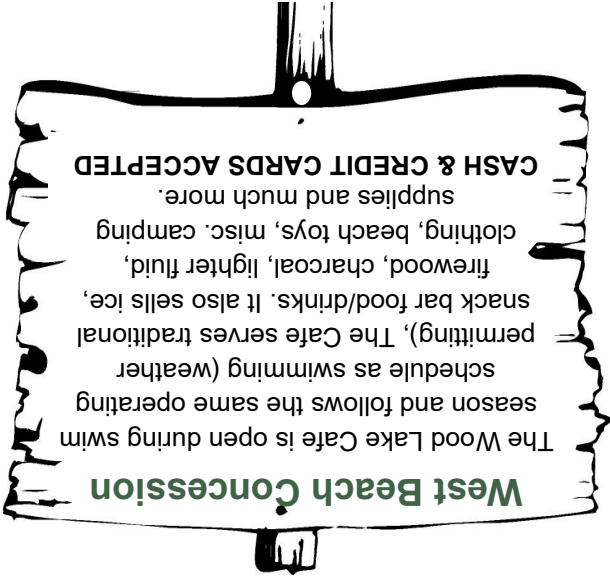 West Beach Concession
The Wood Lake Cafe is open during swim
season and follows the same operating
schedule as swimming (weather
permitting), The Cafe serves traditional
snack bar food/drinks. It also sells ice,
firewood, charcoal, lighter fluid,
clothing, beach toys, misc. camping
supplies and much more.
CASH & CREDIT CARDS ACCEPTED